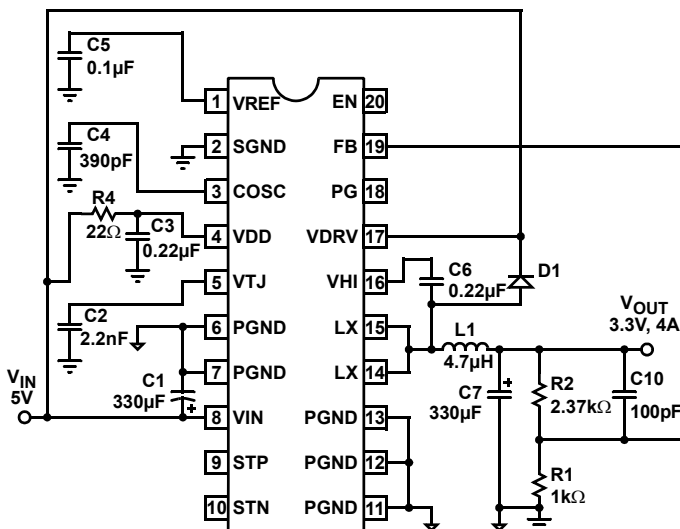 C5
0.1µF
1 VREF
EN 20
C4
390pF
2 SGND
FB 19
3 COSC
PG 18
R4
22Ω
C3
0.22µF
4 VDD
VDRV 17
5 VTJ
VHI 16
C6
0.22µF
D1
C2
2.2nF
6 PGND
LX 15
L1
4.7µH
VOUT
3.3V, 4A
7 PGND
LX 14
C1
330µF
VIN
5V
8 VIN
PGND 13
C7
330µF
R2
2.37kΩ
C10
100pF
9 STP
PGND 12
10 STN
PGND 11
R1
1kΩ